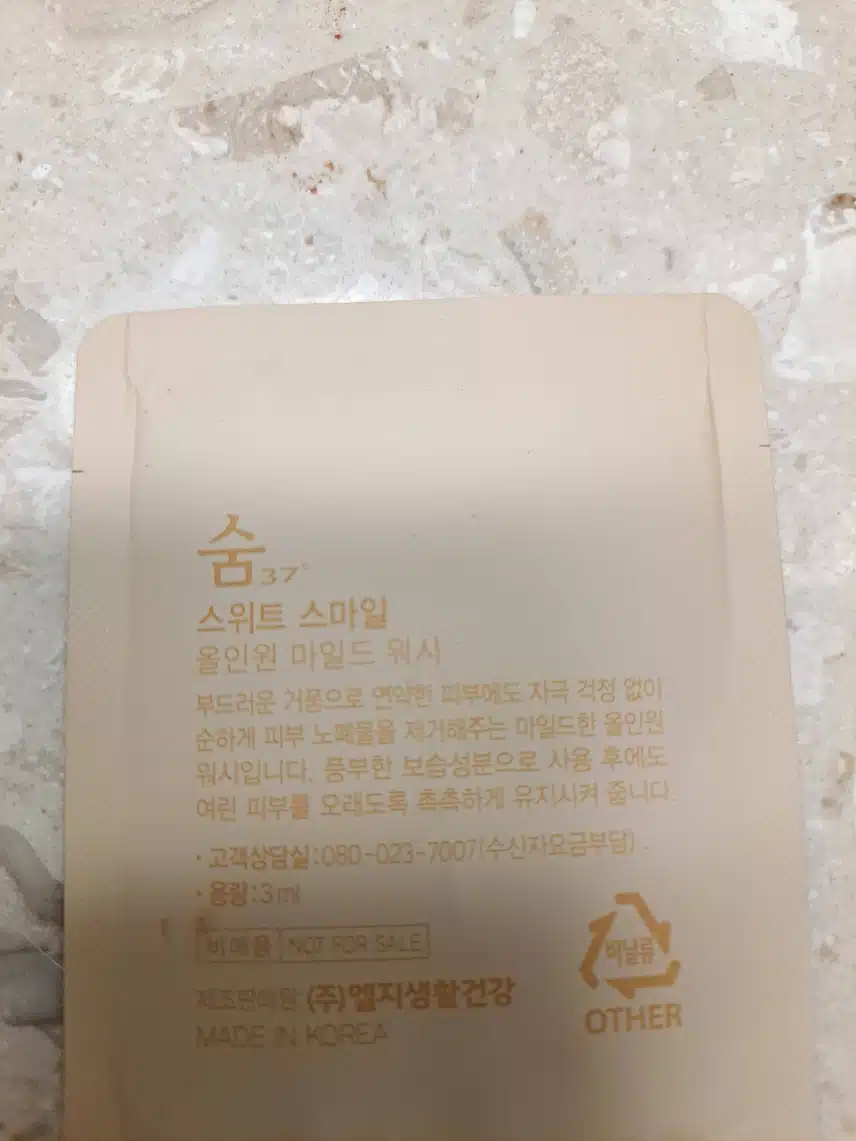 숨37°
스위트 스마일
올인원 마일드 워시
부드러운 거품으로 연약한 피부에도 자극 걱정 없이
순하게 피부 노폐물을 제거해주는 마일드한 올인원
워시입니다. 풍부한 보습성분으로 사용 후에도
여린 피부를 오래도록 촉촉하게 유지시켜 줍니다.
• 고객상담실:080-023-7007(수신자요금부담)
• 용량:3ml
비매품 NOT FOR SALE
제조판매원 (주)엘지생활건강
MADE IN KOREA
비닐류
OTHER